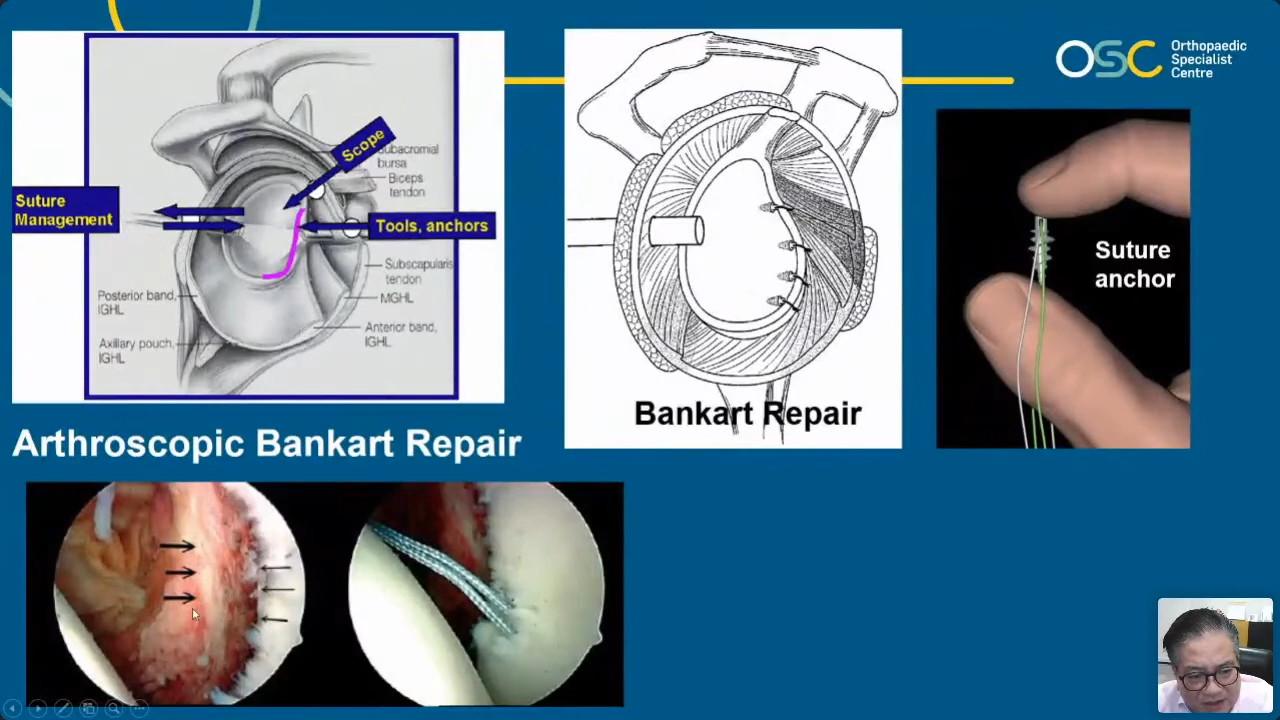 OSC Orthopaedic
Specialist
Centre
Scope
Subacromial
bursa
Biceps
tendon
Suture
Management
Tools, anchors
Subscapularis
tendon
MGHL
Posterior band,
IGHL
Anterior band,
IGHL
Axillary pouch,
IGHL
Bankart Repair
Suture
anchor
Arthroscopic Bankart Repair